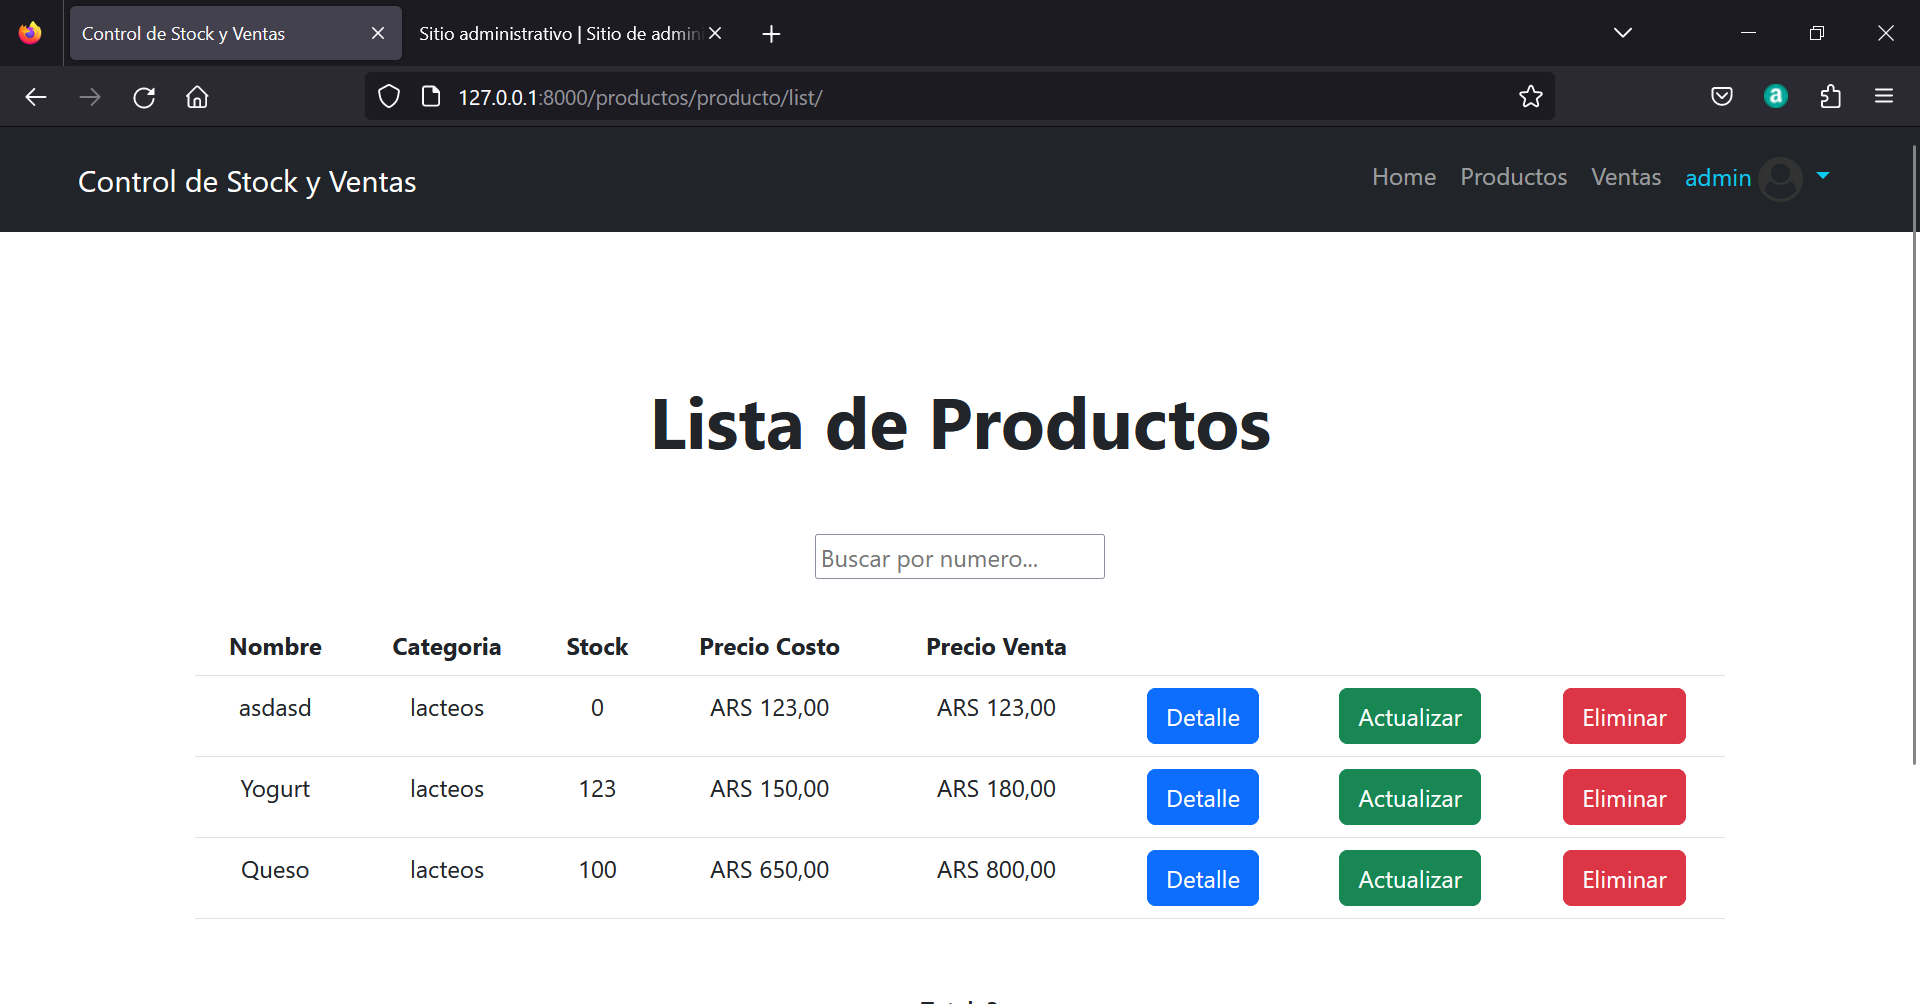 Control de Stock y Ventas
Sitio administrativo | Sitio de admini
127.0.0.1:8000/productos/producto/list/
a
Control de Stock y Ventas
Home Productos Ventas admin
Lista de Productos
Buscar por numero...
Nombre Categoria Stock Precio Costo Precio Venta
asdasd lacteos 0 ARS 123,00 ARS 123,00 Detalle Actualizar Eliminar
Yogurt lacteos 123 ARS 150,00 ARS 180,00 Detalle Actualizar Eliminar
Queso lacteos 100 ARS 650,00 ARS 800,00 Detalle Actualizar Eliminar